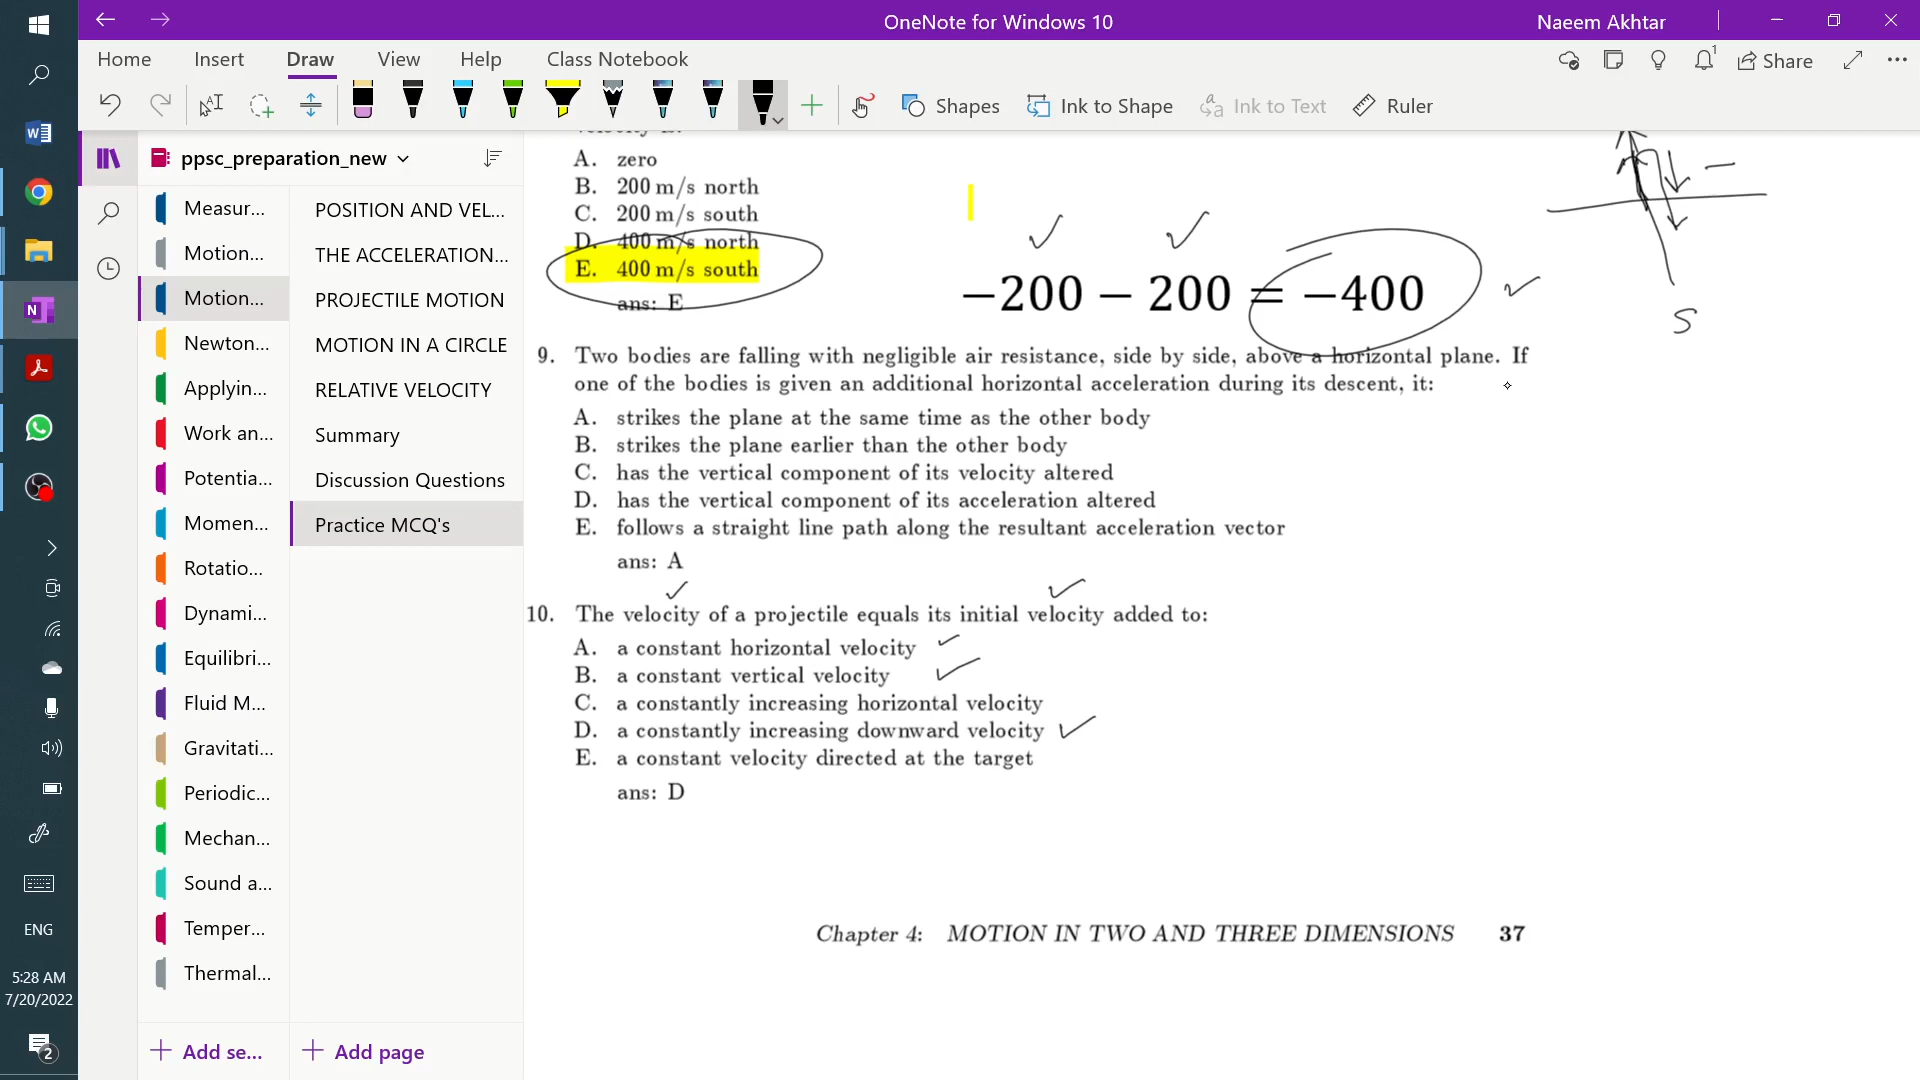 OneNote for Windows 10
Naeem Akhtar
Home Insert Draw View Help Class Notebook
1
Share
Shapes
Ink to Shape
Ink to Text
Ruler
ppsc_preparation_new
Measur...
Motion...
Motion...
Newton...
Applyin...
Work an...
Potentia...
Momen...
Rotatio...
Dynami...
Equilibri...
Fluid M...
Gravitati...
Periodic...
Mechan...
Sound a...
Temper...
Thermal...
Add se...
POSITION AND VEL...
THE ACCELERATION...
PROJECTILE MOTION
MOTION IN A CIRCLE
RELATIVE VELOCITY
Summary
Discussion Questions
Practice MCQ's
Add page
A. zero
B. 200 m/s north
C. 200 m/s south
D. 400 m/s north
E. 400 m/s south
ans: E
−200 − 200 = −400
S
9. Two bodies are falling with negligible air resistance, side by side, above a horizontal plane. If
one of the bodies is given an additional horizontal acceleration during its descent, it:
A. strikes the plane at the same time as the other body
B. strikes the plane earlier than the other body
C. has the vertical component of its velocity altered
D. has the vertical component of its acceleration altered
E. follows a straight line path along the resultant acceleration vector
ans: A
10. The velocity of a projectile equals its initial velocity added to:
A. a constant horizontal velocity
B. a constant vertical velocity
C. a constantly increasing horizontal velocity
D. a constantly increasing downward velocity
E. a constant velocity directed at the target
ans: D
Chapter 4: MOTION IN TWO AND THREE DIMENSIONS 37
ENG
5:28 AM
7/20/2022
2